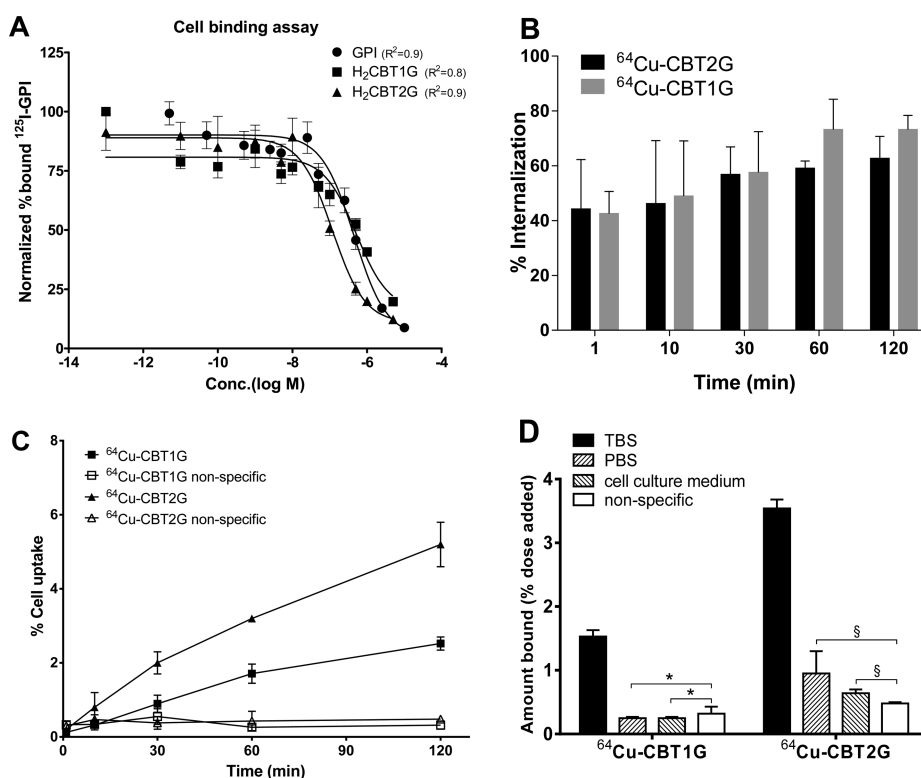 A
Cell binding assay
GPI (R²=0.9)
H₂CBT1G (R²=0.8)
H₂CBT2G (R²=0.9)
Normalized %bound ¹²⁵I-GPI
125
100
75
50
25
0
-14 -12 -10 -8 -6 -4
Conc.(log M)
B
⁶⁴Cu-CBT2G
⁶⁴Cu-CBT1G
% Internalization
100
80
60
40
20
0
1 10 30 60 120
Time (min)
C
⁶⁴Cu-CBT1G
⁶⁴Cu-CBT1G non-specific
⁶⁴Cu-CBT2G
⁶⁴Cu-CBT2G non-specific
% Cell uptake
8
6
4
2
0
0 30 60 90 120
Time (min)
D
TBS
PBS
cell culture medium
non-specific
Amount bound (% dose added)
4
3
2
1
0
*
*
§
§
⁶⁴Cu-CBT1G ⁶⁴Cu-CBT2G